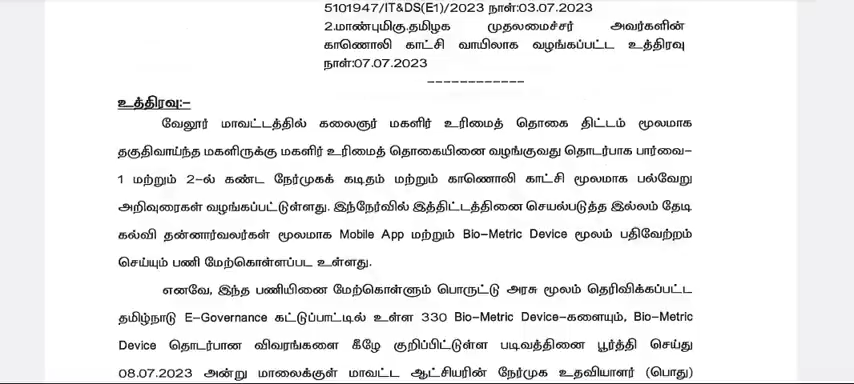 5101947/IT&DS(E1)/2023 நாள்:03.07.2023
2.மாண்புமிகு.தமிழக முதலமைச்சர் அவர்களின்
காணொலி காட்சி வாயிலாக வழங்கப்பட்ட உத்திரவு
நாள்:07.07.2023
------------
உத்திரவு:–
வேலூர் மாவட்டத்தில் கலைஞர் மகளிர் உரிமைத் தொகை திட்டம் மூலமாக
தகுதிவாய்ந்த மகளிருக்கு மகளிர் உரிமைத் தொகையினை வழங்குவது தொடர்பாக பார்வை–
1 மற்றும் 2–ல் கண்ட நேர்முகக் கடிதம் மற்றும் காணொலி காட்சி மூலமாக பல்வேறு
அறிவுரைகள் வழங்கப்பட்டுள்ளது. இந்நேர்வில் இத்திட்டத்தினை செயல்படுத்த இல்லம் தேடி
கல்வி தன்னார்வலர்கள் மூலமாக Mobile App மற்றும் Bio–Metric Device மூலம் பதிவேற்றம்
செய்யும் பணி மேற்கொள்ளப்பட உள்ளது.
எனவே, இந்த பணியினை மேற்கொள்ளும் பொருட்டு அரசு மூலம் தெரிவிக்கப்பட்ட
தமிழ்நாடு E–Governance கட்டுப்பாட்டில் உள்ள 330 Bio–Metric Device–களையும், Bio–Metric
Device தொடர்பான விவரங்களை கீழே குறிப்பிட்டுள்ள படிவத்தினை பூர்த்தி செய்து
08.07.2023 அன்று மாலைக்குள் மாவட்ட ஆட்சியரின் நேர்முக உதவியாளர் (பொது)